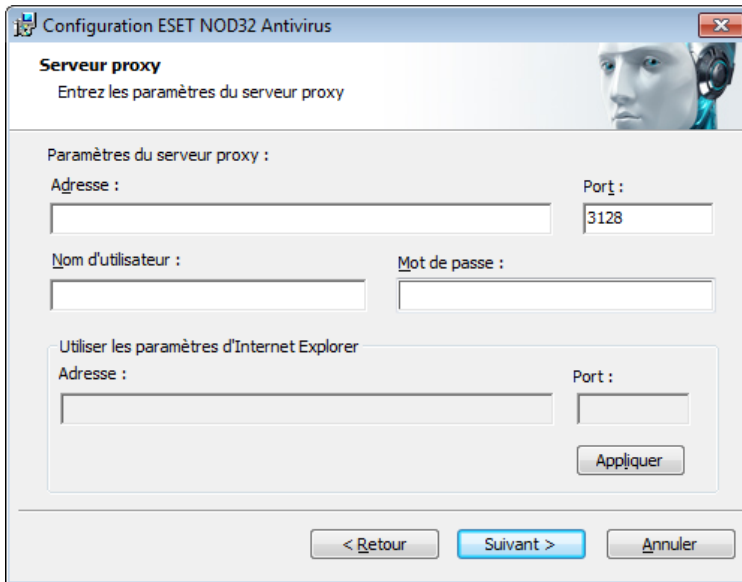 Configuration ESET NOD32 Antivirus
Serveur proxy
Entrez les paramètres du serveur proxy
Paramètres du serveur proxy :
Adresse : Port :
3128
Nom d'utilisateur : Mot de passe :
Utiliser les paramètres d'Internet Explorer
Adresse : Port :
Appliquer
< Retour Suivant > Annuler